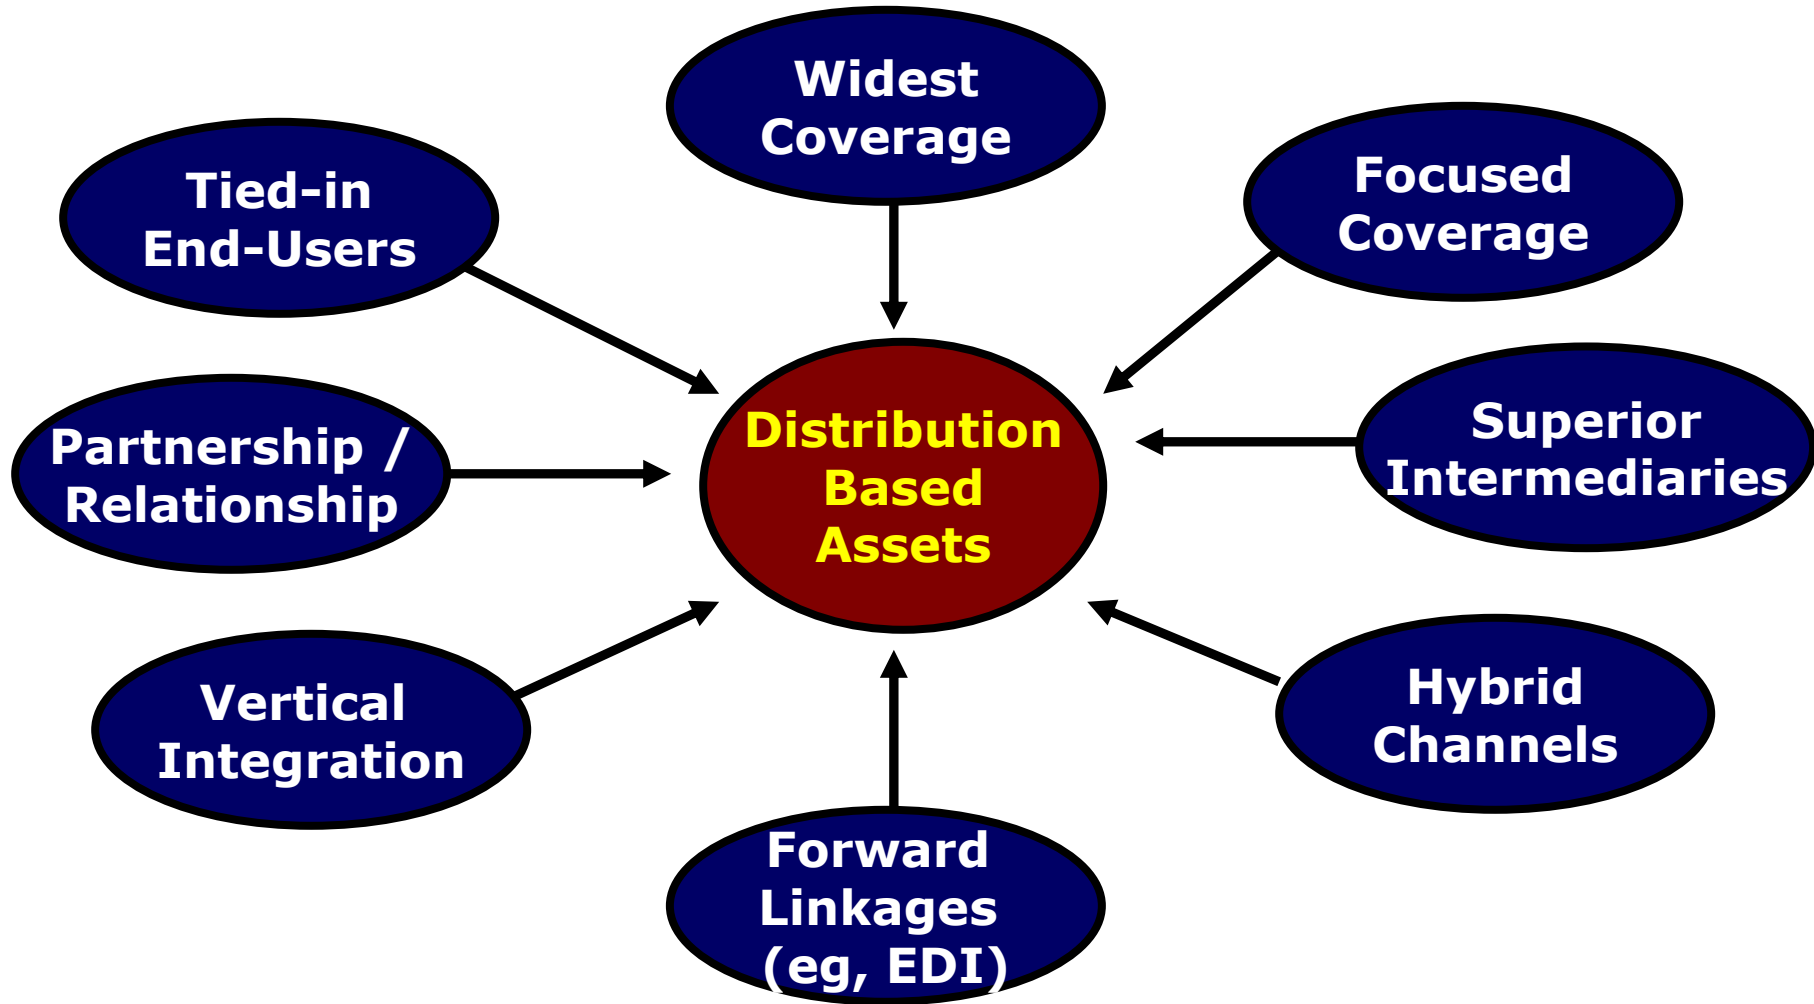 Widest
Coverage
Focused
Coverage
Tied-in
End-Users
Superior
Intermediaries
Distribution
Based
Assets
Partnership /
Relationship
Hybrid
Channels
Vertical
Integration
Forward
Linkages
(eg, EDI)